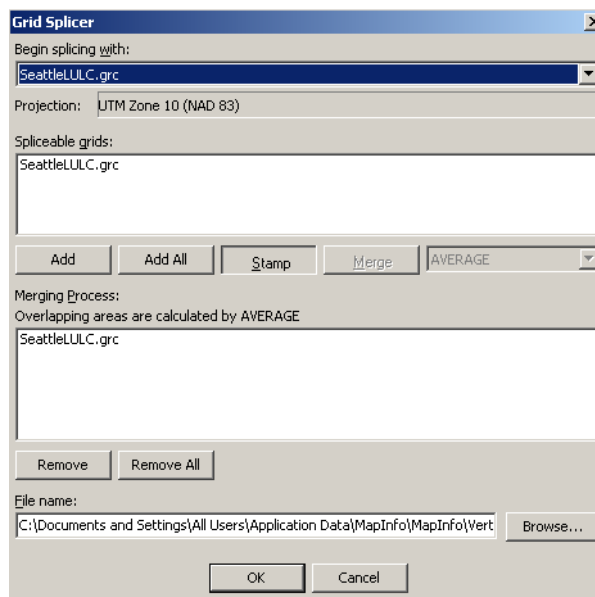 Grid Splicer
Begin splicing with:
SeattleLULC.grc
Projection: UTM Zone 10 (NAD 83)
Spliceable grids:
SeattleLULC.grc
Add Add All Stamp Merge AVERAGE
Merging Process:
Overlapping areas are calculated by AVERAGE
SeattleLULC.grc
Remove Remove All
File name:
C:\Documents and Settings\All Users\Application Data\MapInfo\MapInfo\Vert Browse...
OK Cancel